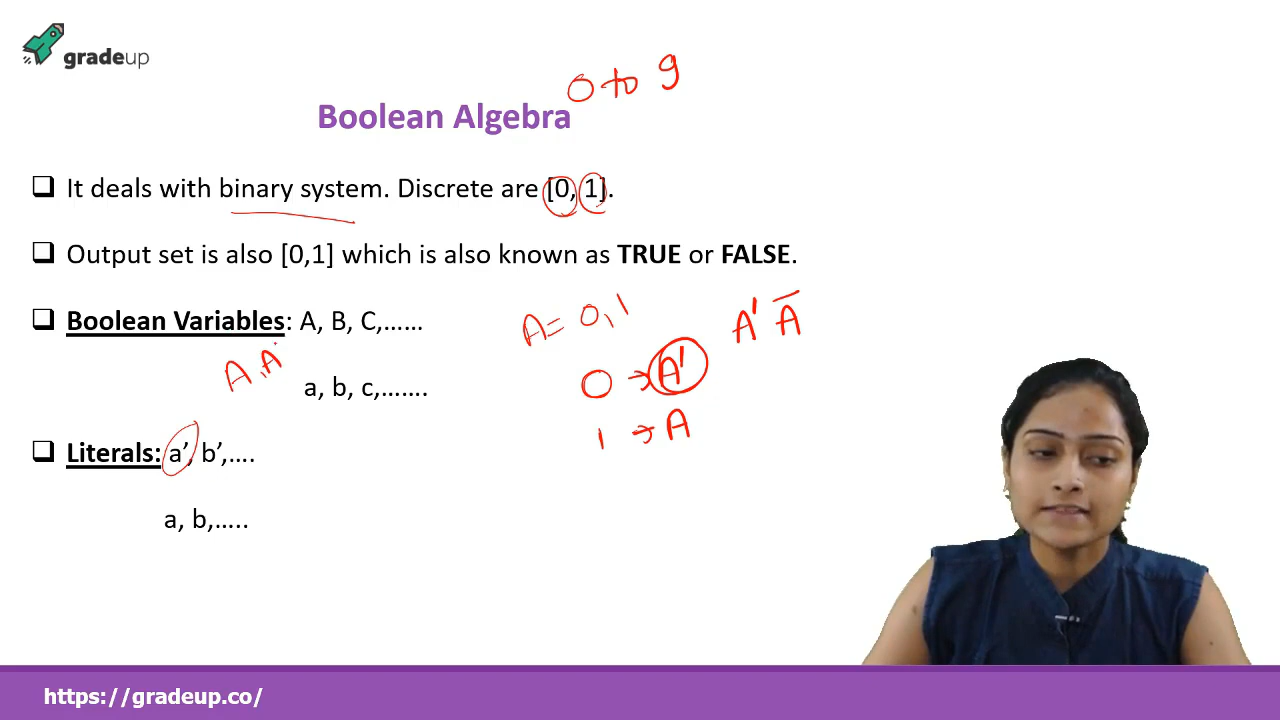 gradeup
0 to 9
Boolean Algebra
It deals with binary system. Discrete are [0, 1].
Output set is also [0,1] which is also known as TRUE or FALSE.
Boolean Variables: A, B, C,......
A = 0,1
A' A̅
A, A'
a, b, c,.......
0 → A'
1 → A
Literals: a’, b’,....
a, b,.....
https://gradeup.co/